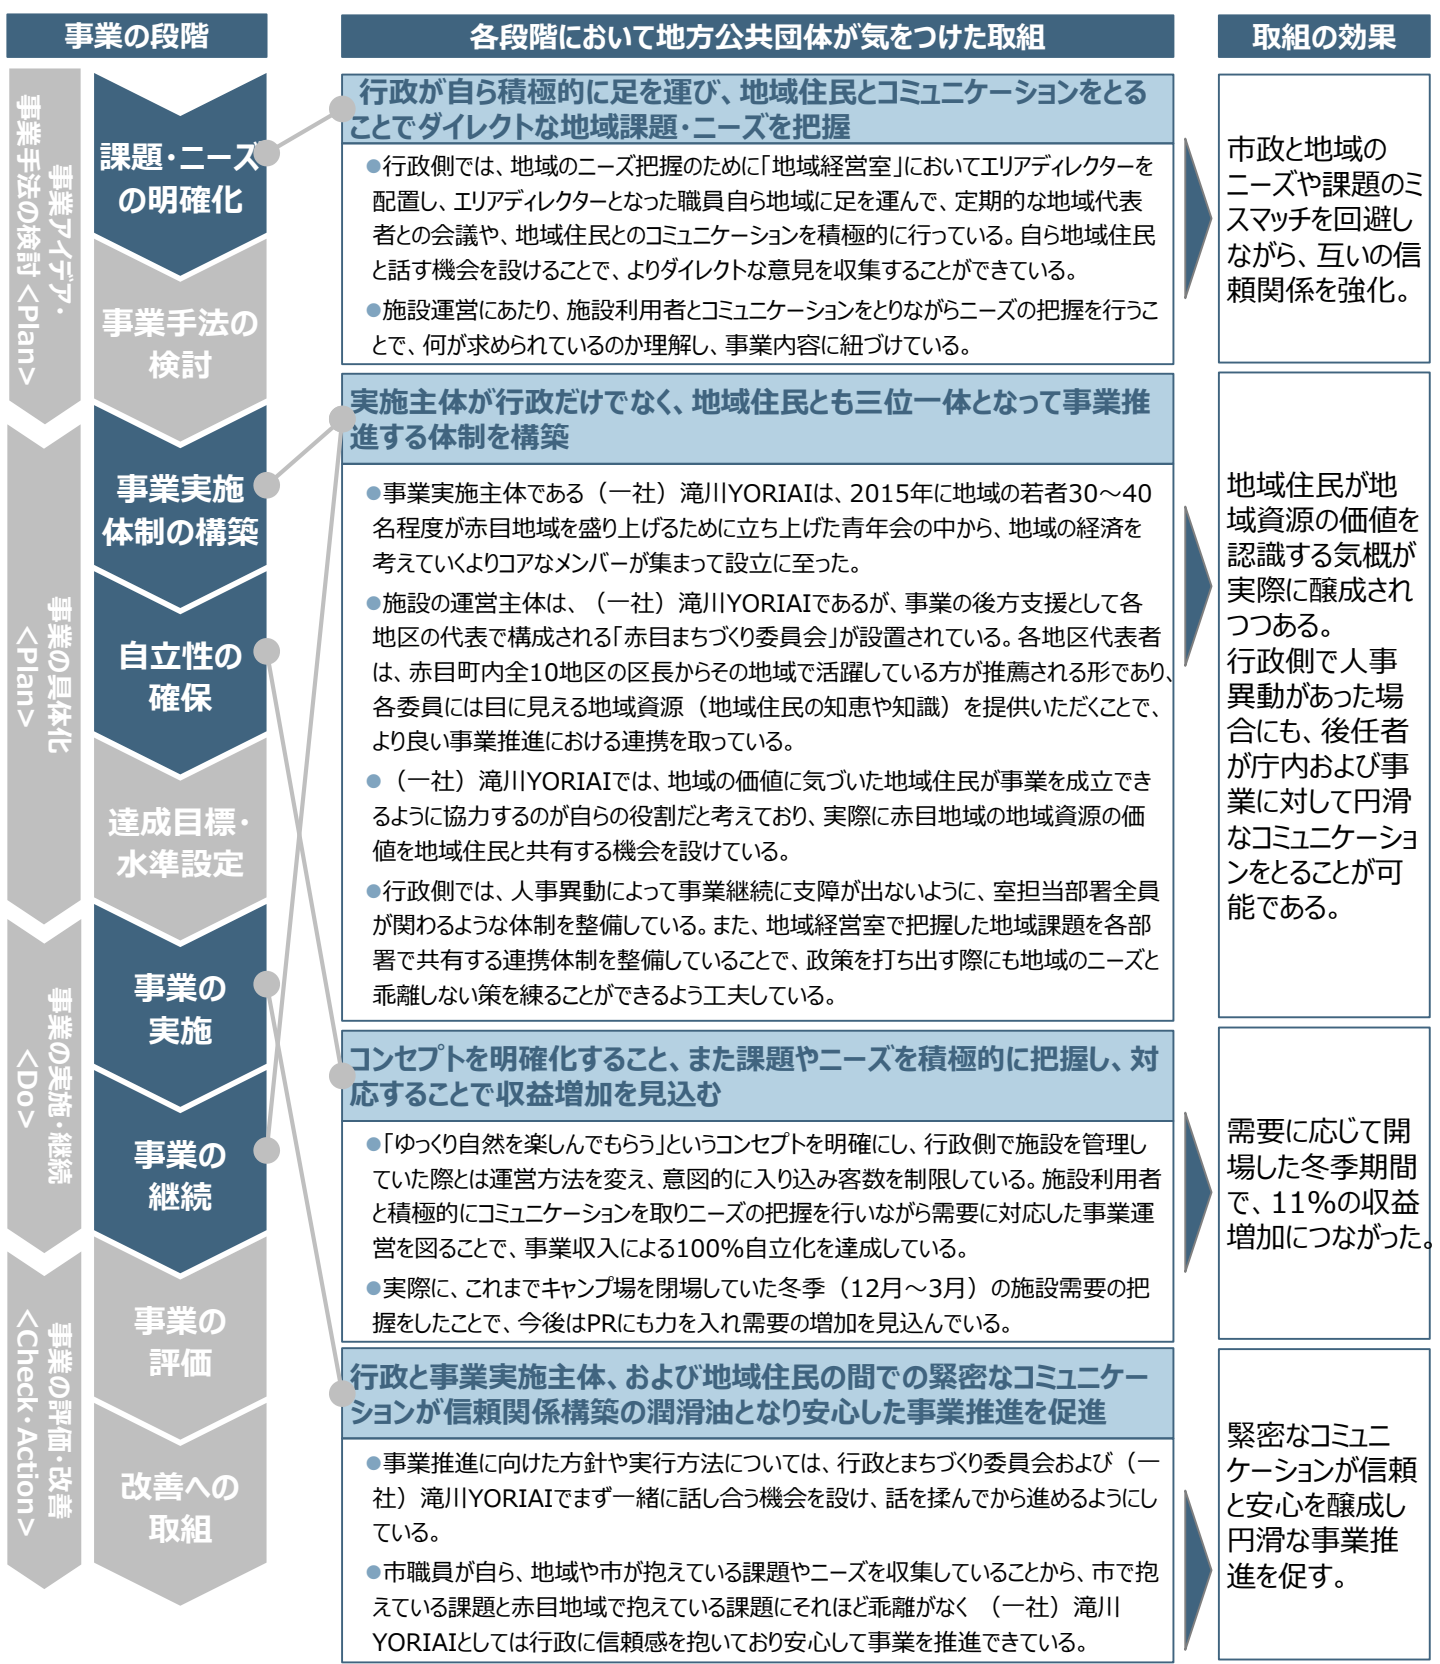 事業の段階
各段階において地方公共団体が気をつけた取組
取組の効果
事業アイデア・
事業手法の検討 <Plan>
事業の具体化
<Plan>
事業の実施・継続
<Do>
事業の評価・改善
<Check・Action>
課題・ニーズ
の明確化
事業手法の
検討
事業実施
体制の構築
自立性の
確保
達成目標・
水準設定
事業の
実施
事業の
継続
事業の
評価
改善への
取組
行政が自ら積極的に足を運び、地域住民とコミュニケーションをとる
ことでダイレクトな地域課題・ニーズを把握
●行政側では、地域のニーズ把握のために「地域経営室」においてエリアディレクターを
配置し、エリアディレクターとなった職員自ら地域に足を運んで、定期的な地域代表
者との会議や、地域住民とのコミュニケーションを積極的に行っている。自ら地域住民
と話す機会を設けることで、よりダイレクトな意見を収集することができている。
●施設運営にあたり、施設利用者とコミュニケーションをとりながらニーズの把握を行うこ
とで、何が求められているのか理解し、事業内容に紐づけている。
市政と地域の
ニーズや課題のミ
スマッチを回避し
ながら、互いの信
頼関係を強化。
実施主体が行政だけでなく、地域住民とも三位一体となって事業推
進する体制を構築
●事業実施主体である（一社）滝川YORIAIは、2015年に地域の若者30～40
名程度が赤目地域を盛り上げるために立ち上げた青年会の中から、地域の経済を
考えていくよりコアなメンバーが集まって設立に至った。
●施設の運営主体は、（一社）滝川YORIAIであるが、事業の後方支援として各
地区の代表で構成される「赤目まちづくり委員会」が設置されている。各地区代表者
は、赤目町内全10地区の区長からその地域で活躍している方が推薦される形であり、
各委員には目に見える地域資源（地域住民の知恵や知識）を提供いただくことで、
より良い事業推進における連携を取っている。
●（一社）滝川YORIAIでは、地域の価値に気づいた地域住民が事業を成立でき
るように協力するのが自らの役割だと考えており、実際に赤目地域の地域資源の価
値を地域住民と共有する機会を設けている。
●行政側では、人事異動によって事業継続に支障が出ないように、室担当部署全員
が関わるような体制を整備している。また、地域経営室で把握した地域課題を各部
署で共有する連携体制を整備していることで、政策を打ち出す際にも地域のニーズと
乖離しない策を練ることができるよう工夫している。
地域住民が地
域資源の価値を
認識する気概が
実際に醸成され
つつある。
行政側で人事
異動があった場
合にも、後任者
が庁内および事
業に対して円滑
なコミュニケーショ
ンをとることが可
能である。
コンセプトを明確化すること、また課題やニーズを積極的に把握し、対
応することで収益増加を見込む
●「ゆっくり自然を楽しんでもらう」というコンセプトを明確にし、行政側で施設を管理し
ていた際とは運営方法を変え、意図的に入り込み客数を制限している。施設利用者
と積極的にコミュニケーションを取りニーズの把握を行いながら需要に対応した事業運
営を図ることで、事業収入による100%自立化を達成している。
●実際に、これまでキャンプ場を閉場していた冬季（12月～3月）の施設需要の把
握をしたことで、今後はPRにも力を入れ需要の増加を見込んでいる。
需要に応じて開
場した冬季期間
で、11%の収益
増加につながった。
行政と事業実施主体、および地域住民の間での緊密なコミュニケー
ションが信頼関係構築の潤滑油となり安心した事業推進を促進
●事業推進に向けた方針や実行方法については、行政とまちづくり委員会および（一
社）滝川YORIAIでまず一緒に話し合う機会を設け、話を揉んでから進めるようにし
ている。
●市職員が自ら、地域や市が抱えている課題やニーズを収集していることから、市で抱
えている課題と赤目地域で抱えている課題にそれほど乖離がなく （一社）滝川
YORIAIとしては行政に信頼感を抱いており安心して事業を推進できている。
緊密なコミュニ
ケーションが信頼
と安心を醸成し
円滑な事業推
進を促す。